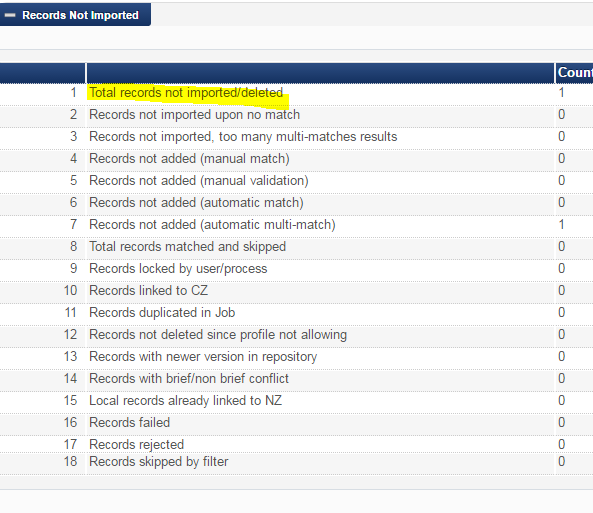 Records Not Imported
Count
1 Total records not imported/deleted 1
2 Records not imported upon no match 0
3 Records not imported, too many multi-matches results 0
4 Records not added (manual match) 0
5 Records not added (manual validation) 0
6 Records not added (automatic match) 0
7 Records not added (automatic multi-match) 1
8 Total records matched and skipped 0
9 Records locked by user/process 0
10 Records linked to CZ 0
11 Records duplicated in Job 0
12 Records not deleted since profile not allowing 0
13 Records with newer version in repository 0
14 Records with brief/non brief conflict 0
15 Local records already linked to NZ 0
16 Records failed 0
17 Records rejected 0
18 Records skipped by filter 0